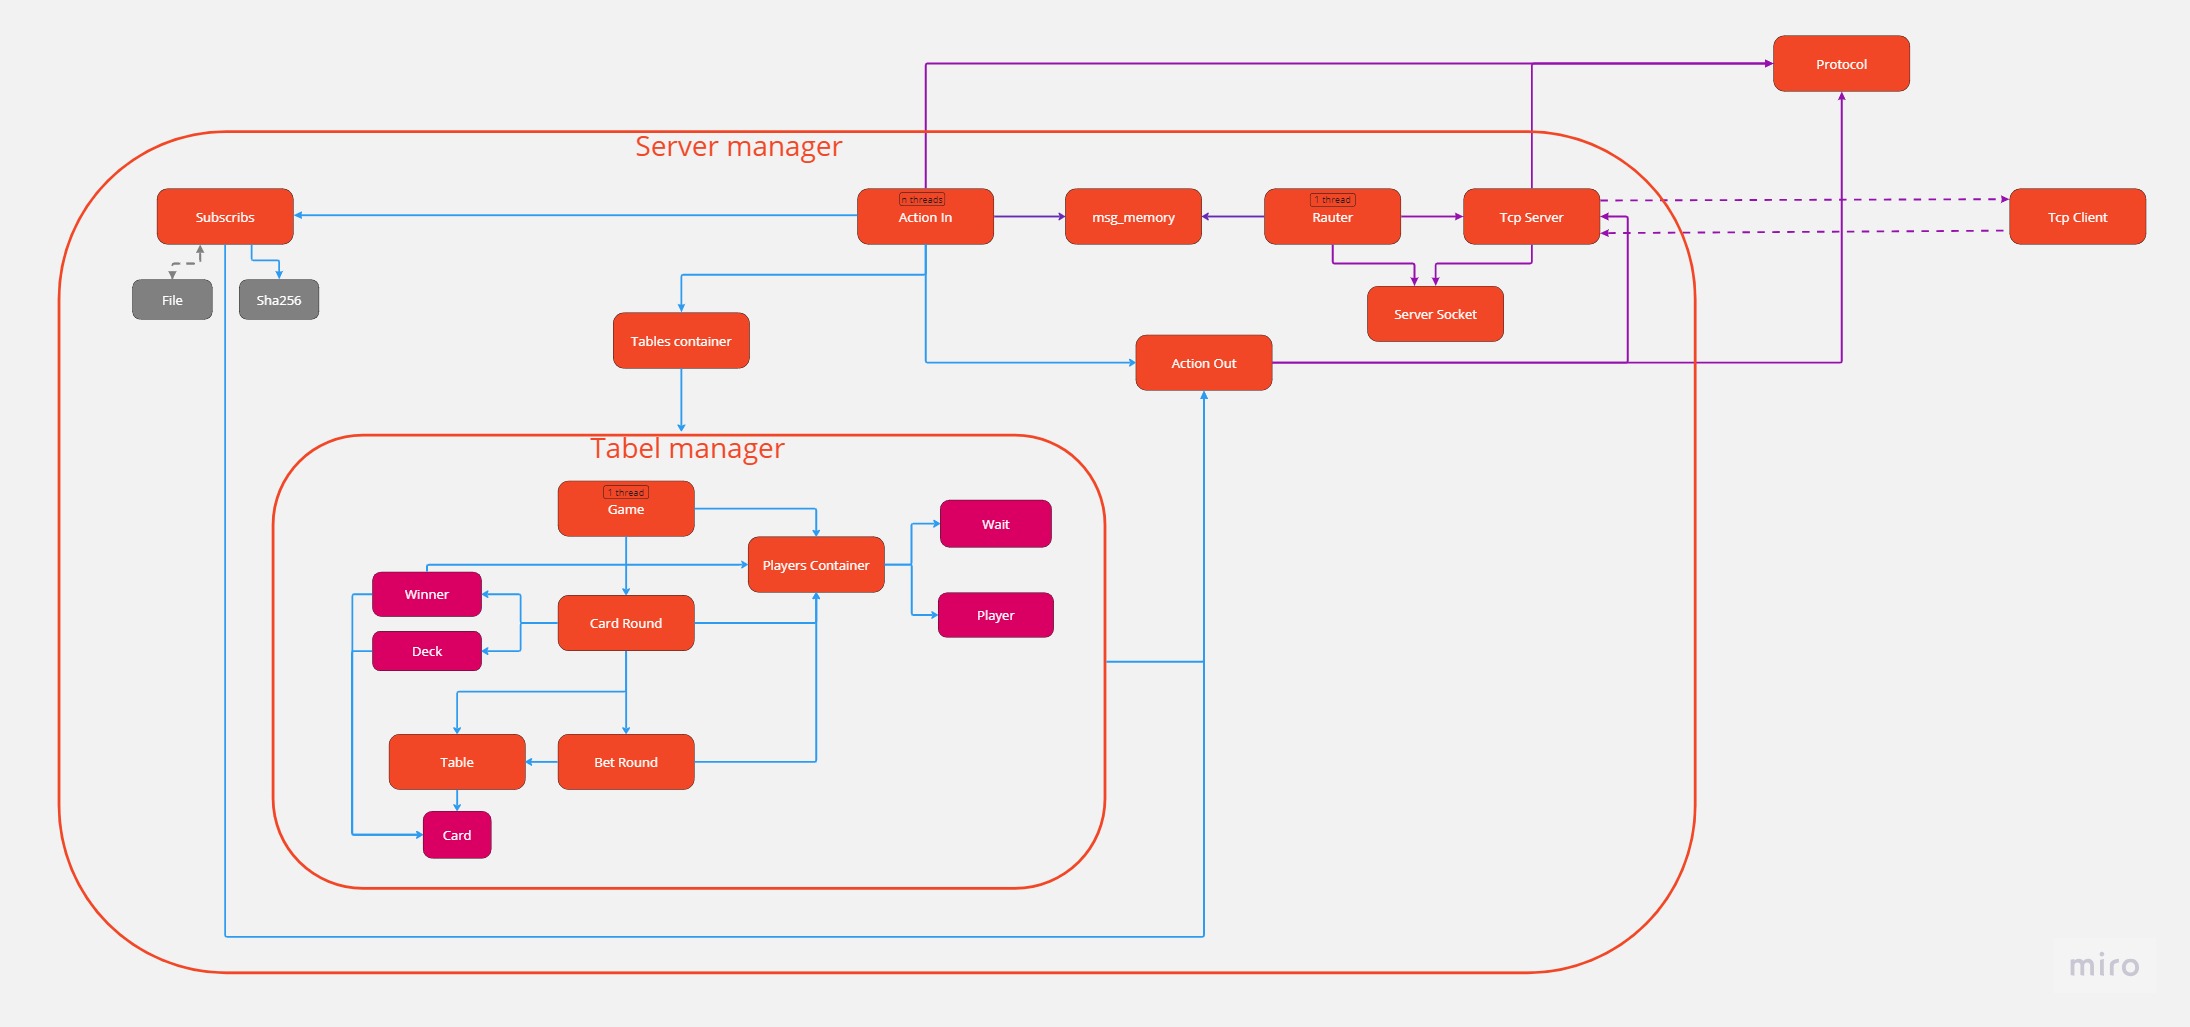 Protocol
Server manager
Subscribs
n threads
Action In
msg_memory
1 thread
Rauter
Tcp Server
Tcp Client
File
Sha256
Server Socket
Tables container
Action Out
Tabel manager
1 thread
Game
Wait
Players Container
Winner
Player
Card Round
Deck
Table
Bet Round
Card
miro